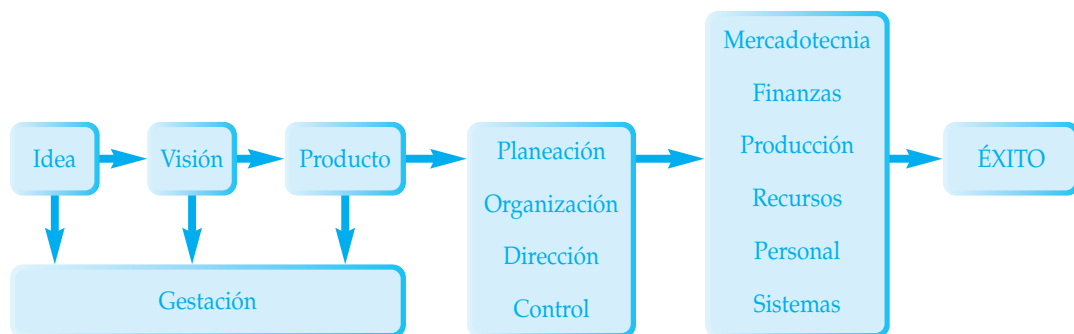 Idea
Visión
Producto
Gestación
Planeación
Organización
Dirección
Control
Mercadotecnia
Finanzas
Producción
Recursos
Personal
Sistemas
ÉXITO